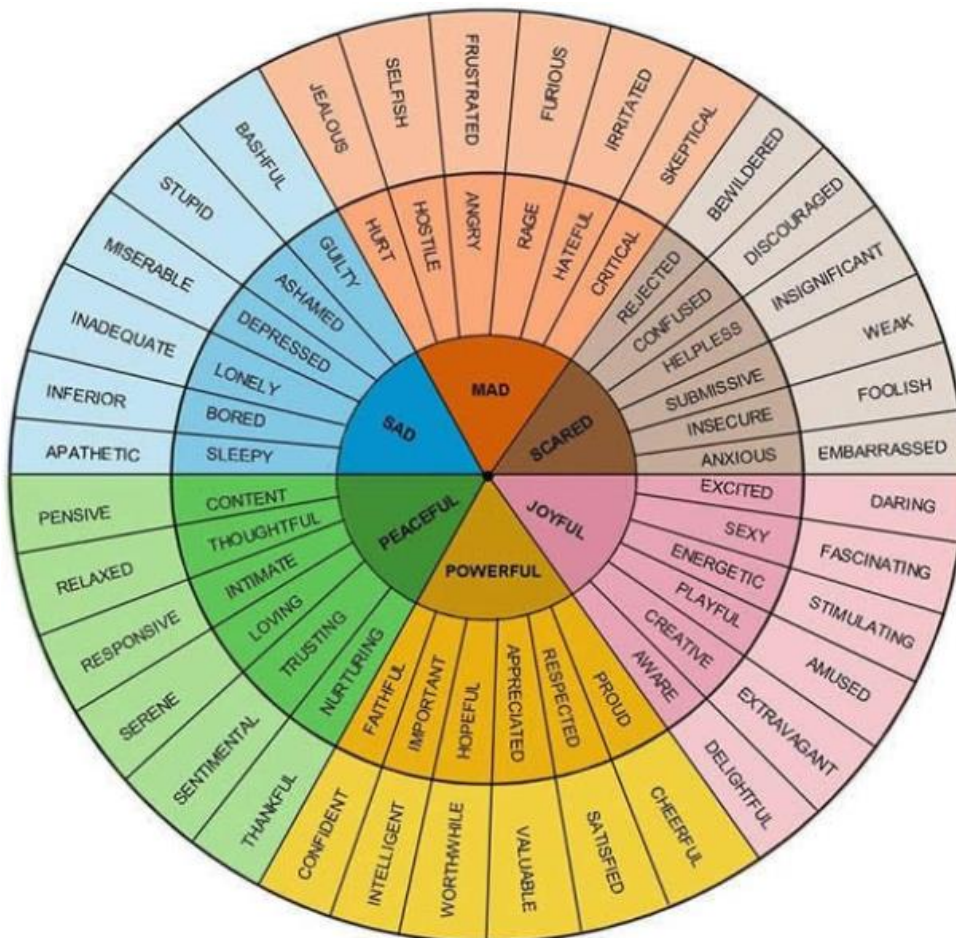 MAD
HURT
HOSTILE
ANGRY
RAGE
HATEFUL
CRITICAL
JEALOUS
SELFISH
FRUSTRATED
FURIOUS
IRRITATED
SKEPTICAL
SCARED
REJECTED
CONFUSED
HELPLESS
SUBMISSIVE
INSECURE
ANXIOUS
BEWILDERED
DISCOURAGED
INSIGNIFICANT
WEAK
FOOLISH
EMBARRASSED
JOYFUL
EXCITED
SEXY
ENERGETIC
PLAYFUL
CREATIVE
AWARE
DARING
FASCINATING
STIMULATING
AMUSED
EXTRAVAGANT
DELIGHTFUL
POWERFUL
PROUD
RESPECTED
APPRECIATED
HOPEFUL
IMPORTANT
FAITHFUL
CHEERFUL
SATISFIED
VALUABLE
WORTHWHILE
INTELLIGENT
CONFIDENT
PEACEFUL
NURTURING
TRUSTING
LOVING
INTIMATE
THOUGHTFUL
CONTENT
THANKFUL
SENTIMENTAL
SERENE
RESPONSIVE
RELAXED
PENSIVE
SAD
SLEEPY
BORED
LONELY
DEPRESSED
ASHAMED
GUILTY
APATHETIC
INFERIOR
INADEQUATE
MISERABLE
STUPID
BASHFUL